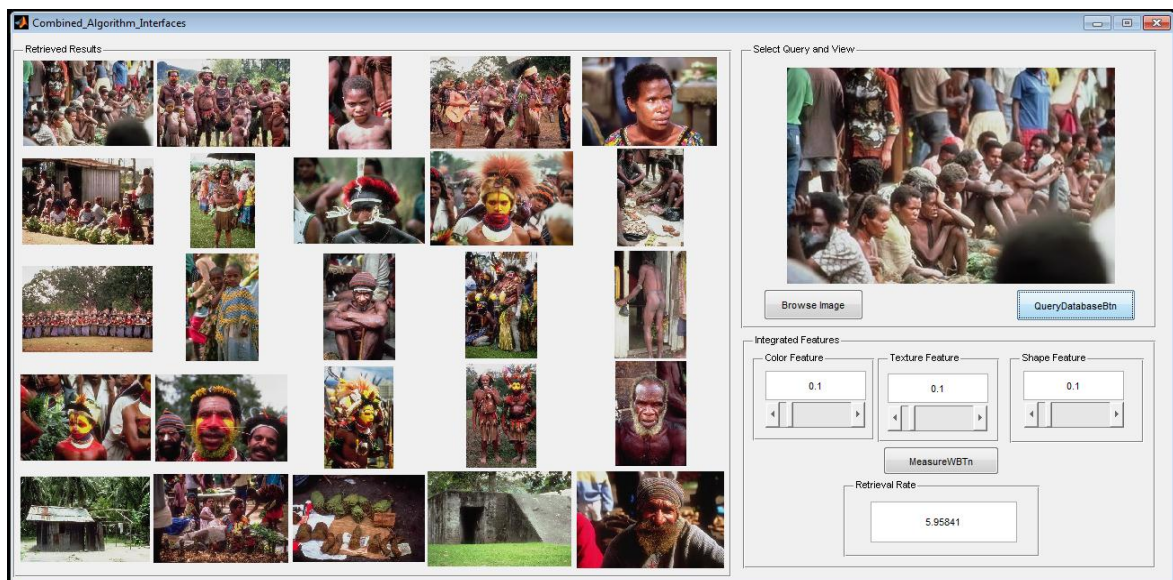 Combined_Algorithm_Interfaces
Retrieved Results
Select Query and View
Browse Image
QueryDatabaseBtn
Integrated Features
Color Feature
Texture Feature
Shape Feature
0.1
0.1
0.1
MeasureWBTn
Retrieval Rate
5.95841